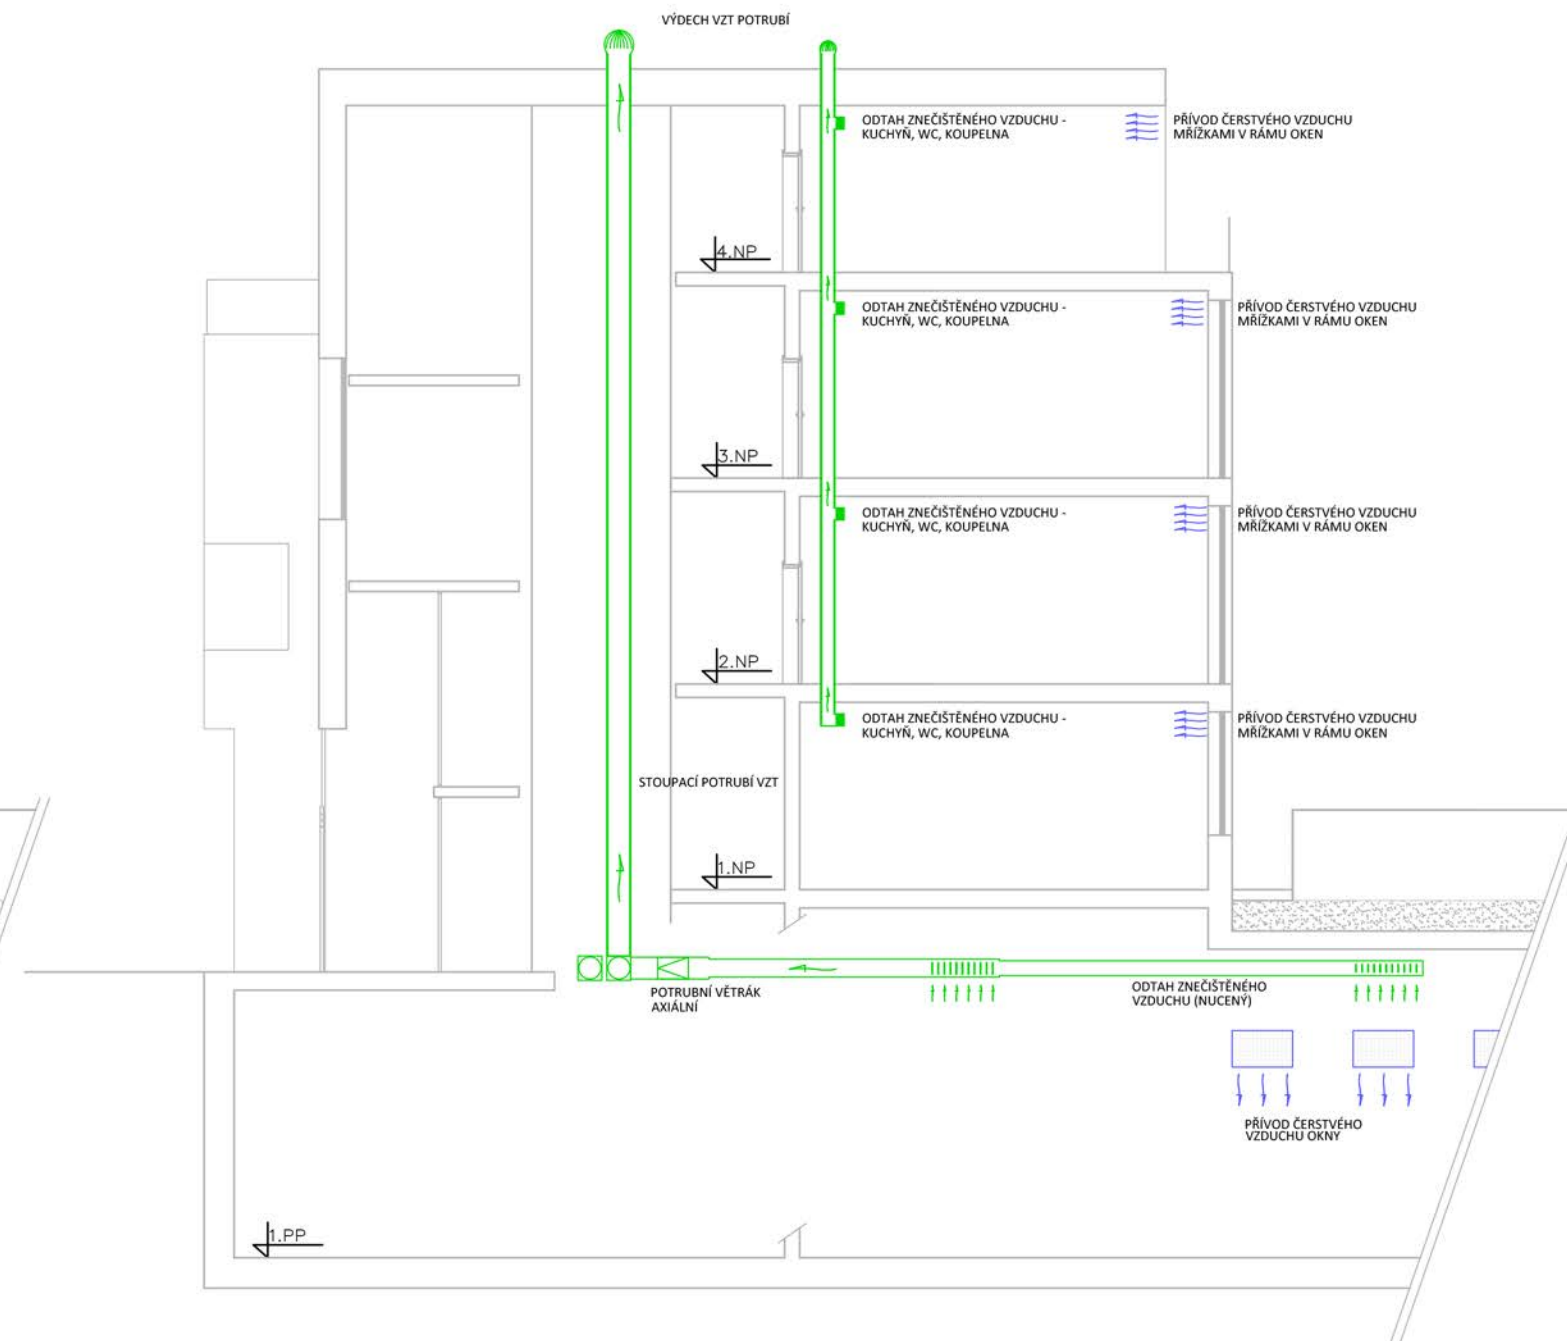 VÝDECH VZT POTRUBÍ
ODTAH ZNEČIŠTĚNÉHO VZDUCHU -
KUCHYŇ, WC, KOUPELNA
PŘÍVOD ČERSTVÉHO VZDUCHU
MŘÍŽKAMI V RÁMU OKEN
4.NP
ODTAH ZNEČIŠTĚNÉHO VZDUCHU -
KUCHYŇ, WC, KOUPELNA
PŘÍVOD ČERSTVÉHO VZDUCHU
MŘÍŽKAMI V RÁMU OKEN
3.NP
ODTAH ZNEČIŠTĚNÉHO VZDUCHU -
KUCHYŇ, WC, KOUPELNA
PŘÍVOD ČERSTVÉHO VZDUCHU
MŘÍŽKAMI V RÁMU OKEN
2.NP
ODTAH ZNEČIŠTĚNÉHO VZDUCHU -
KUCHYŇ, WC, KOUPELNA
PŘÍVOD ČERSTVÉHO VZDUCHU
MŘÍŽKAMI V RÁMU OKEN
STOUPACÍ POTRUBÍ VZT
1.NP
POTRUBNÍ VĚTRÁK
AXIÁLNÍ
ODTAH ZNEČIŠTĚNÉHO
VZDUCHU (NUCENÝ)
PŘÍVOD ČERSTVÉHO
VZDUCHU OKNY
1.PP